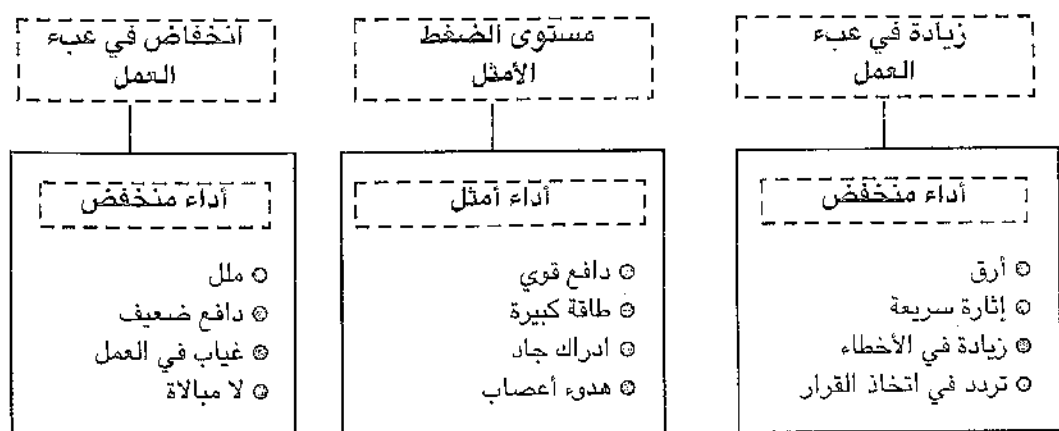 زيادة في عبء
العمل
أداء منخفض
أرق
إثارة سريعة
زيادة في الأخطاء
تردد في اتخاذ القرار
مستوى الضغط
الأمثل
أداء أمثل
دافع قوي
طاقة كبيرة
ادراك جاد
هدوء أعصاب
انخفاض في عبء
العمل
أداء منخفض
ملل
دافع ضعيف
غياب في العمل
لا مبالاة